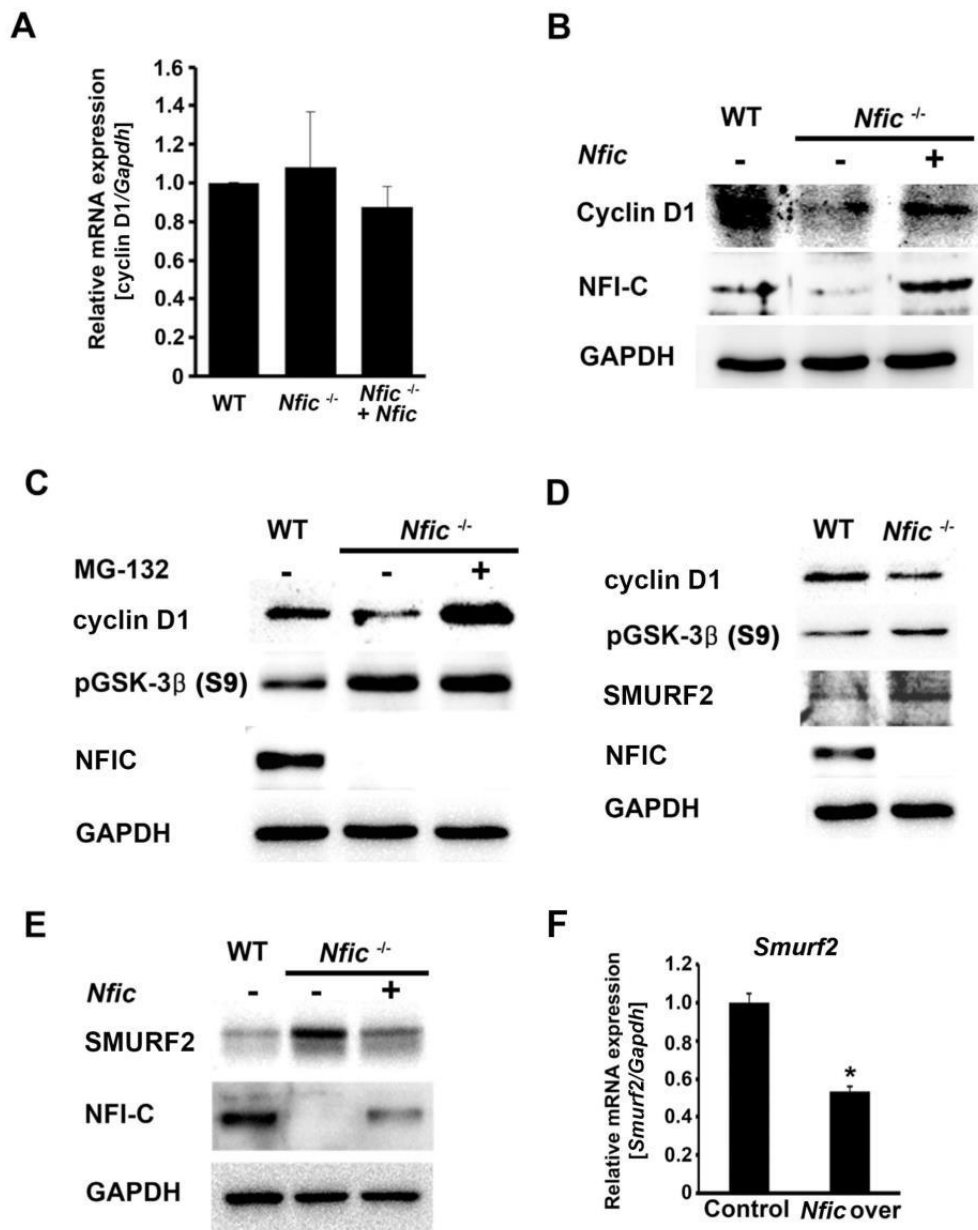 A
Relative mRNA expression
[cyclin D1/Gapdh]
1.6
1.4
1.2
1.0
0.8
0.6
0.4
0.2
0
WT
Nfic -/-
Nfic -/-
+ Nfic
B
WT Nfic -/-
Nfic - - +
Cyclin D1
NFI-C
GAPDH
C
WT Nfic -/-
MG-132 - - +
cyclin D1
pGSK-3β (S9)
NFIC
GAPDH
D
WT Nfic -/-
cyclin D1
pGSK-3β (S9)
SMURF2
NFIC
GAPDH
E
WT Nfic -/-
Nfic - - +
SMURF2
NFI-C
GAPDH
F
Smurf2
Relative mRNA expression
[Smurf2/Gapdh]
1.2
1.0
0.8
0.6
0.4
0.2
0
*
Control Nfic over